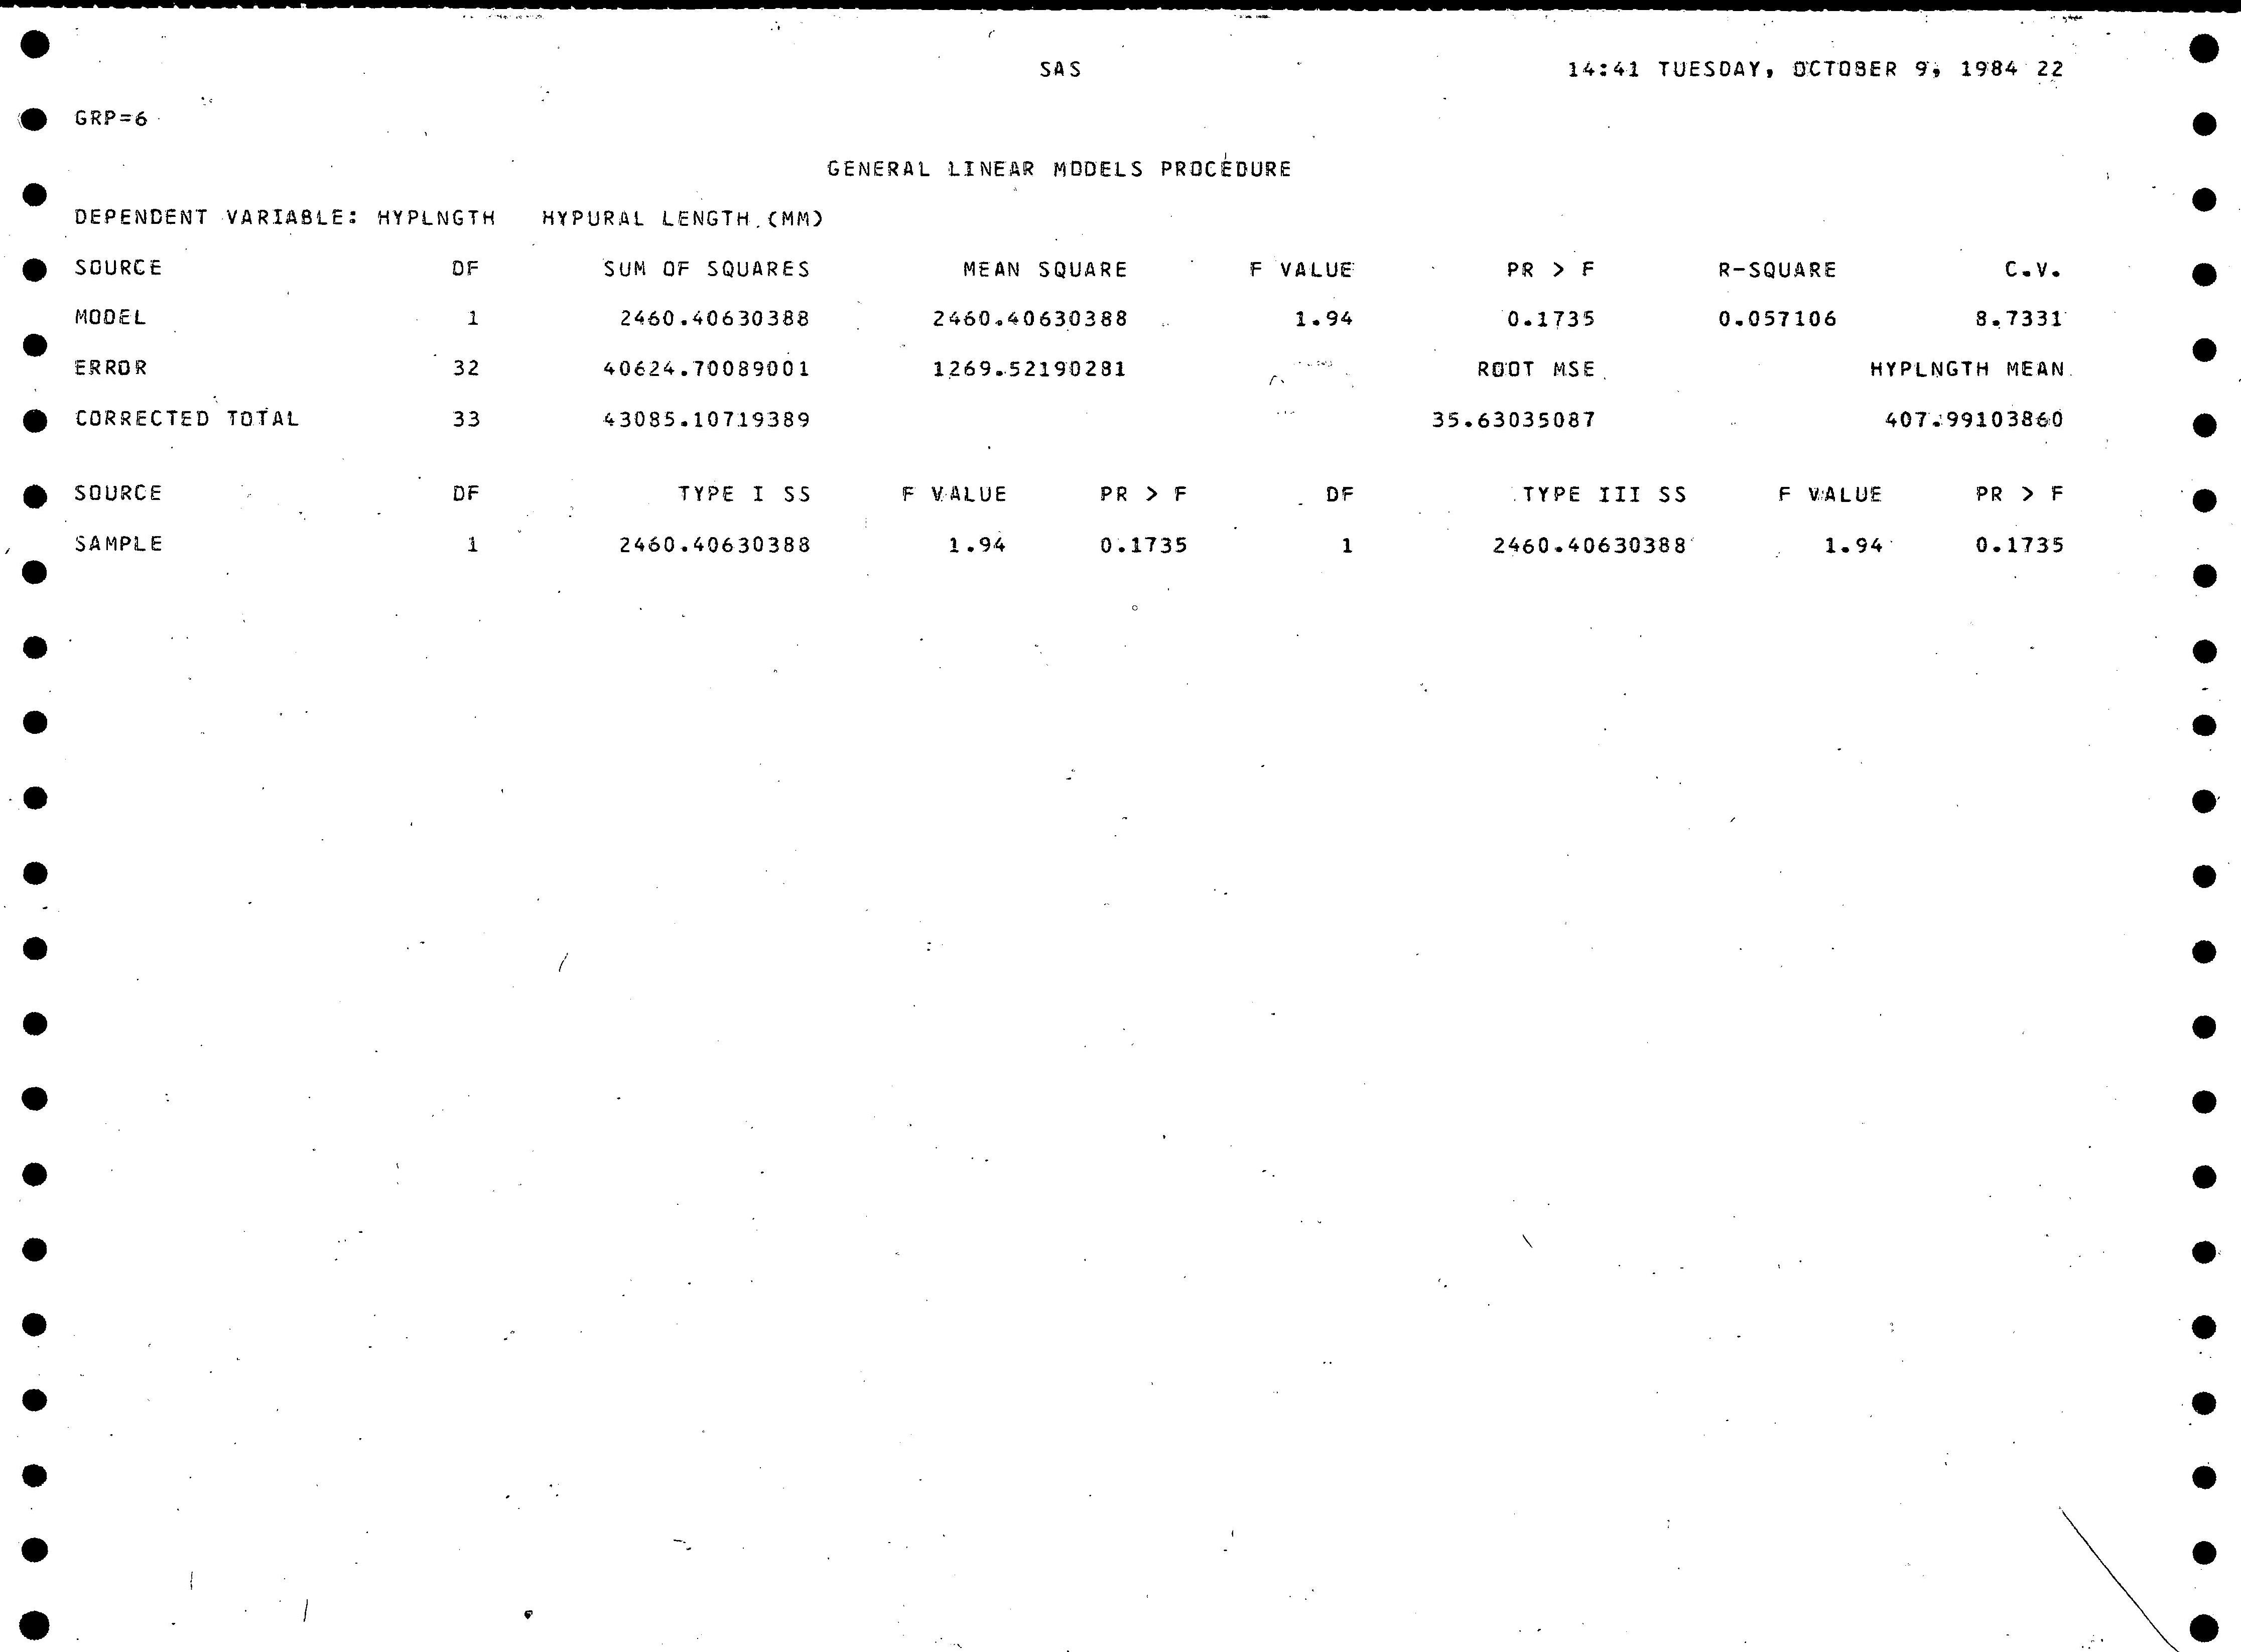 SAS 14:41 TUESDAY, OCTOBER 9, 1984 22
GRP=6
GENERAL LINEAR MODELS PROCEDURE
DEPENDENT VARIABLE: HYPLNGTH HYPURAL LENGTH (MM)
SOURCE DF SUM OF SQUARES MEAN SQUARE F VALUE PR > F R-SQUARE C.V.
MODEL 1 2460.40630388 2460.40630388 1.94 0.1735 0.057106 8.7331
ERROR 32 40624.70089001 1269.52190281 ROOT MSE HYPLNGTH MEAN
CORRECTED TOTAL 33 43085.10719389 35.63035087 407.99103860
SOURCE DF TYPE I SS F VALUE PR > F DF TYPE III SS F VALUE PR > F
SAMPLE 1 2460.40630388 1.94 0.1735 1 2460.40630388 1.94 0.1735